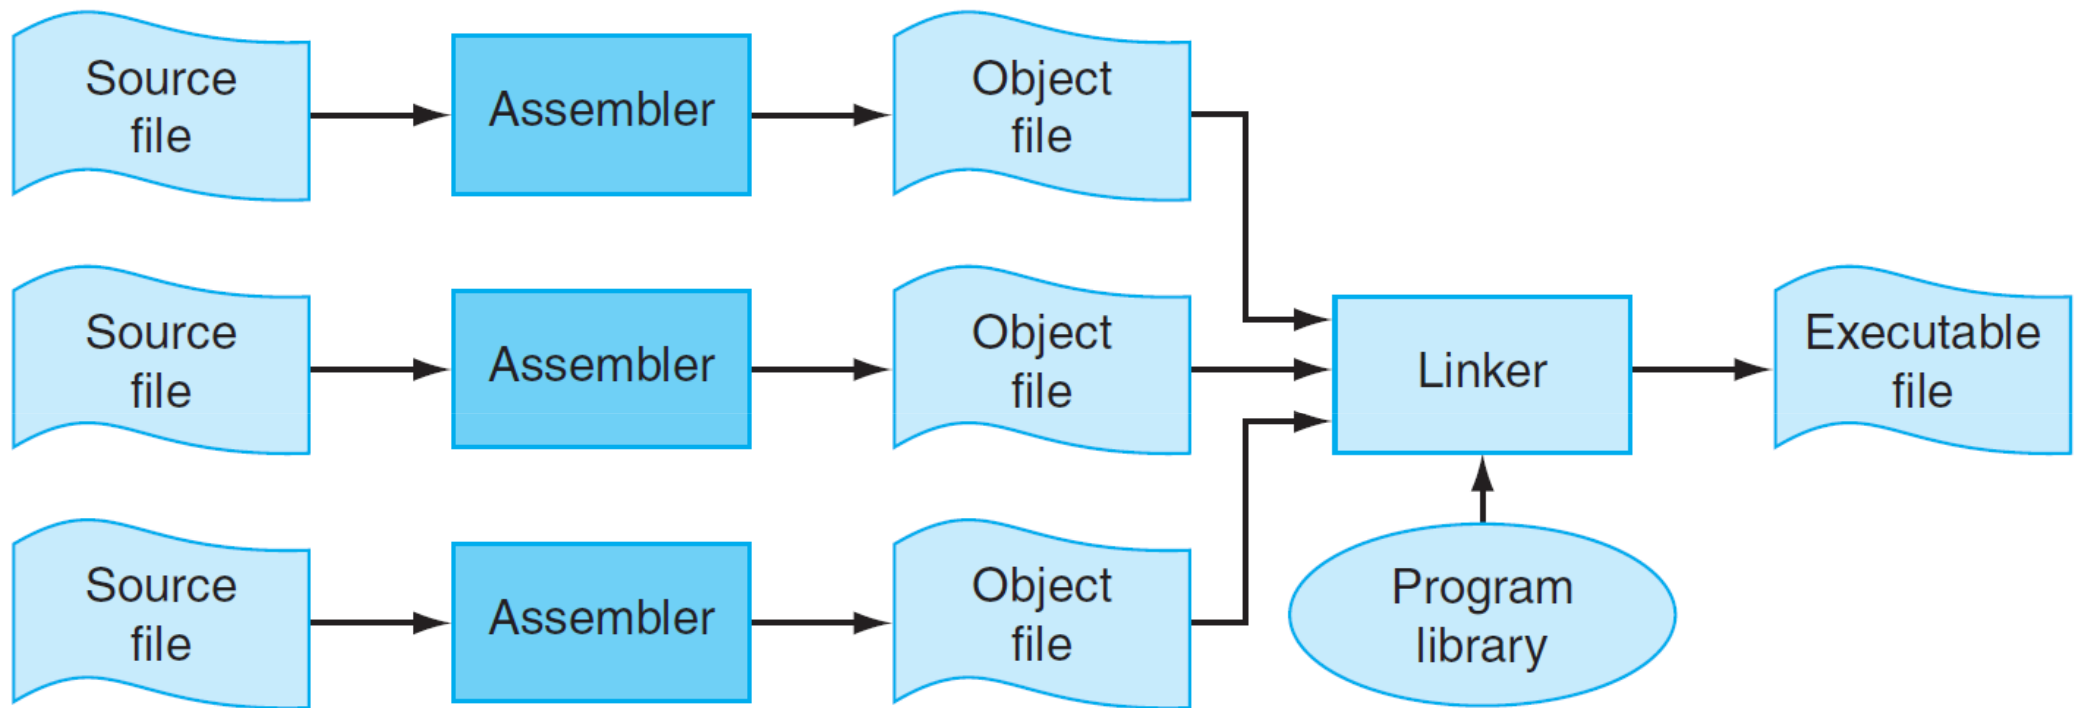 Source
file
Assembler
Object
file
Source
file
Assembler
Object
file
Linker
Executable
file
Source
file
Assembler
Object
file
Program
library